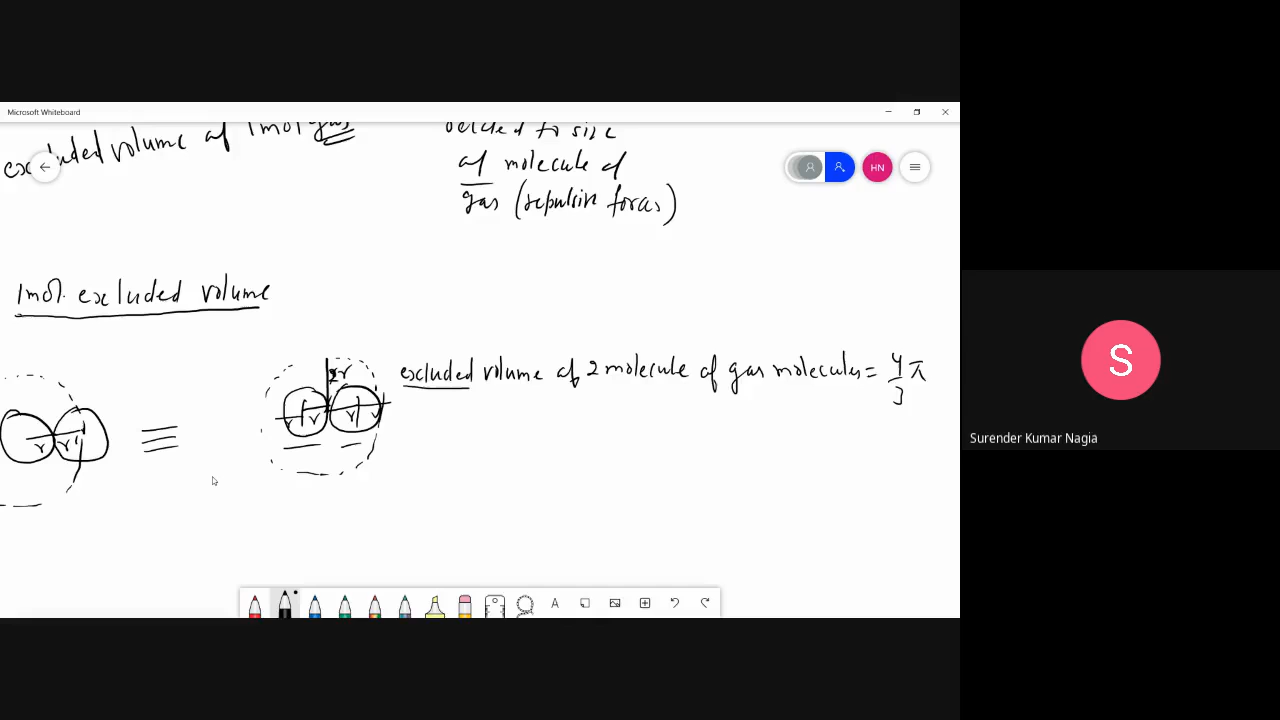 Microsoft Whiteboard
excluded volume of 1mol gas
related to size
of molecule of
gas (repulsive forces)
HN
1mol. excluded volume
2r
excluded volume of 2 molecule of gas molecules = 4/3 π
r r r
r r
S
Surender Kumar Nagia
A